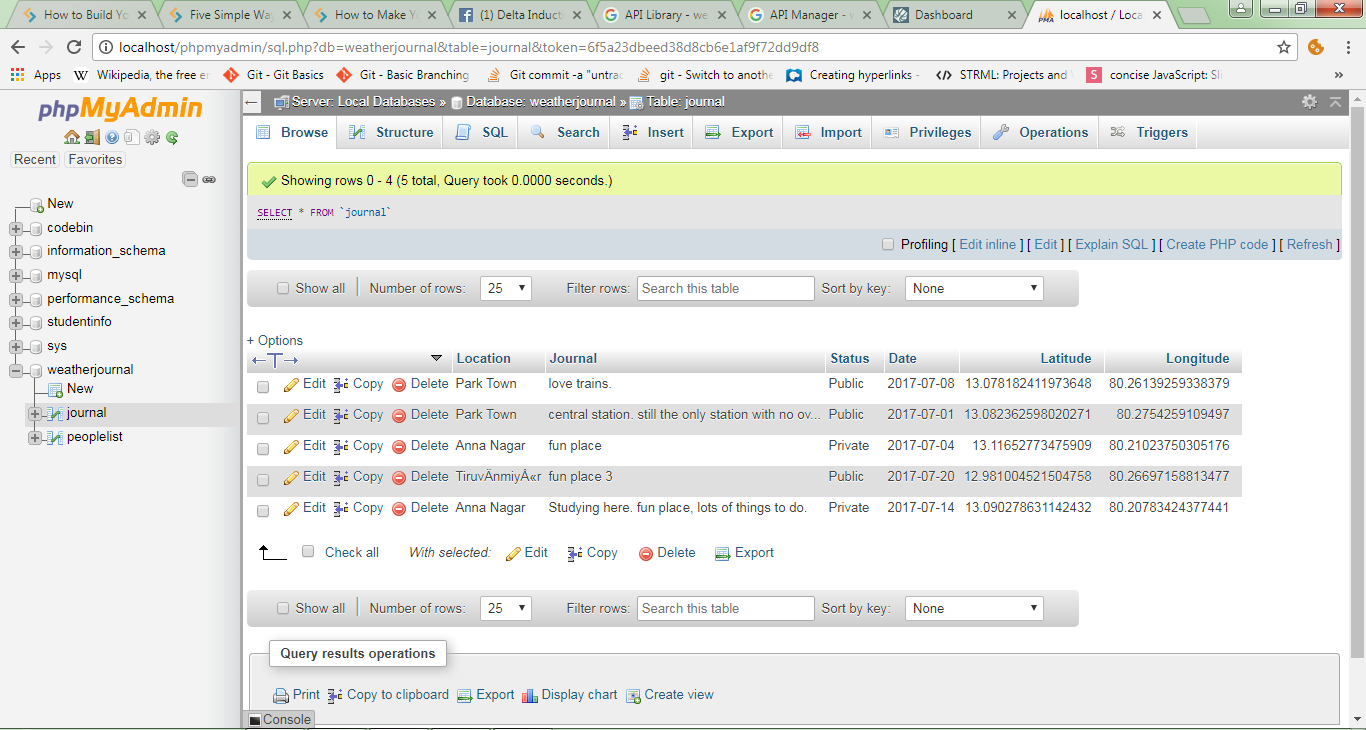 How to Build Yo
Five Simple Wa
How to Make Y
(1) Delta Induct
API Library - we
API Manager - w
Dashboard
localhost / Loca
localhost/phpmyadmin/sql.php?db=weatherjournal&table=journal&token=6f5a23dbeed38d8cb6e1af9f72dd9df8
Apps
Wikipedia, the free er
Git - Git Basics
Git - Basic Branching
Git commit -a "untrac
git - Switch to anothe
Creating hyperlinks -
STRML: Projects and
concise JavaScript: Sli
phpMyAdmin
Recent Favorites
New
codebin
information_schema
mysql
performance_schema
studentinfo
sys
weatherjournal
New
journal
peoplelist
Server: Local Databases » Database: weatherjournal » Table: journal
Browse Structure SQL Search Insert Export Import Privileges Operations Triggers
Showing rows 0 - 4 (5 total, Query took 0.0000 seconds.)
SELECT * FROM `journal`
Profiling [ Edit inline ] [ Edit ] [ Explain SQL ] [ Create PHP code ] [ Refresh ]
Show all Number of rows: 25 Filter rows: Search this table Sort by key: None
+ Options
Location Journal Status Date Latitude Longitude
Edit Copy Delete Park Town love trains. Public 2017-07-08 13.078182411973648 80.26139259338379
Edit Copy Delete Park Town central station. still the only station with no ov... Public 2017-07-01 13.082362598020271 80.2754259109497
Edit Copy Delete Anna Nagar fun place Private 2017-07-04 13.11652773475909 80.21023750305176
Edit Copy Delete TiruvÄnmiyÅ«r fun place 3 Public 2017-07-20 12.981004521504758 80.26697158813477
Edit Copy Delete Anna Nagar Studying here. fun place, lots of things to do. Private 2017-07-14 13.090278631142432 80.20783424377441
Check all With selected: Edit Copy Delete Export
Show all Number of rows: 25 Filter rows: Search this table Sort by key: None
Query results operations
Print Copy to clipboard Export Display chart Create view
Console